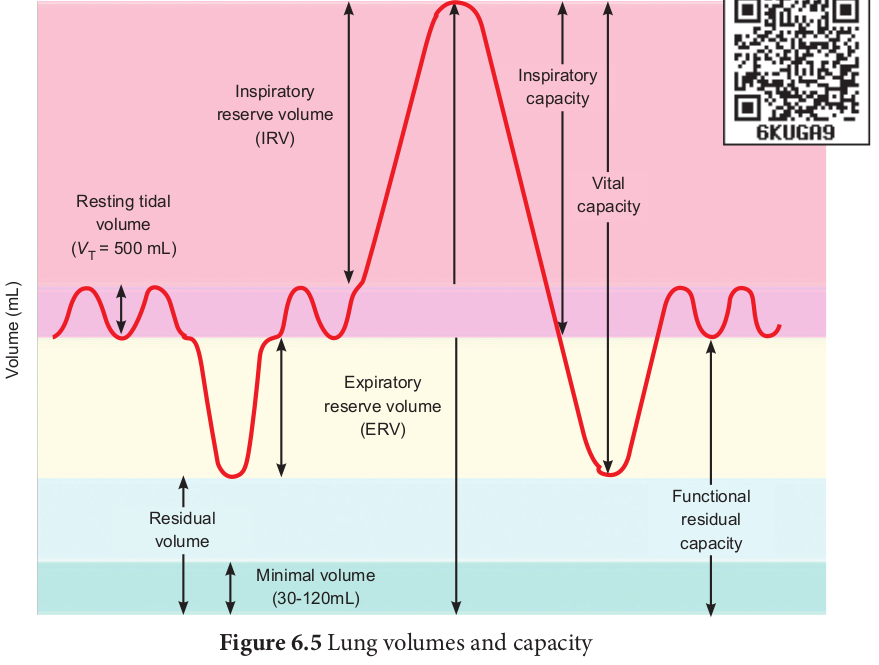 6KUGA9
Inspiratory
reserve volume
(IRV)
Inspiratory
capacity
Vital
capacity
Resting tidal
volume
(VT = 500 mL)
Volume (mL)
Expiratory
reserve volume
(ERV)
Residual
volume
Functional
residual
capacity
Minimal volume
(30-120mL)
Figure 6.5 Lung volumes and capacity